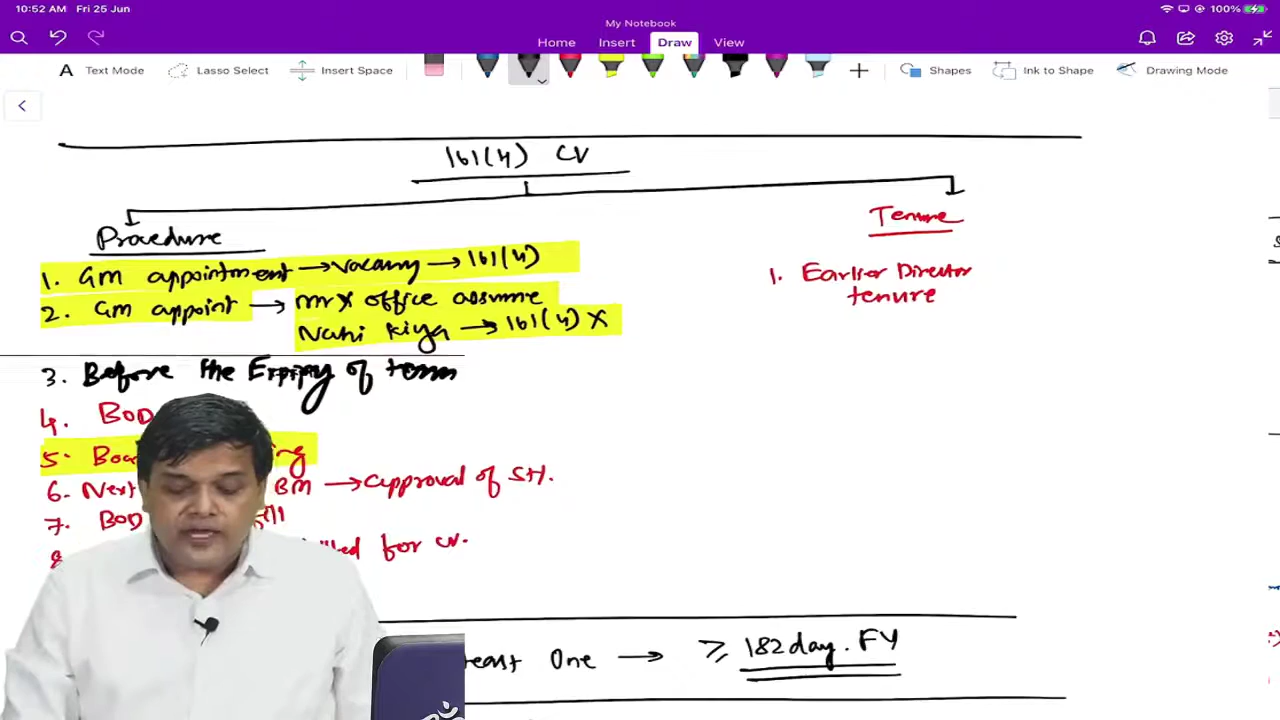 10:52 AM Fri 25 Jun
100%
My Notebook
Home Insert Draw View
A Text Mode Lasso Select Insert Space Shapes Ink to Shape Drawing Mode
161(4) CV
Procedure
1. GM appointment → vacancy → 161(4)
2. GM appoint → Mr X office assume
Nahi kiya → 161(4) X
3. Before the Expipy of term
4. BOD
5.
6. Next BM → approval of SH.
7. BOD
8. for cv.
Tenure
1. Earlier Director
tenure
One → ≥ 182 day. FY